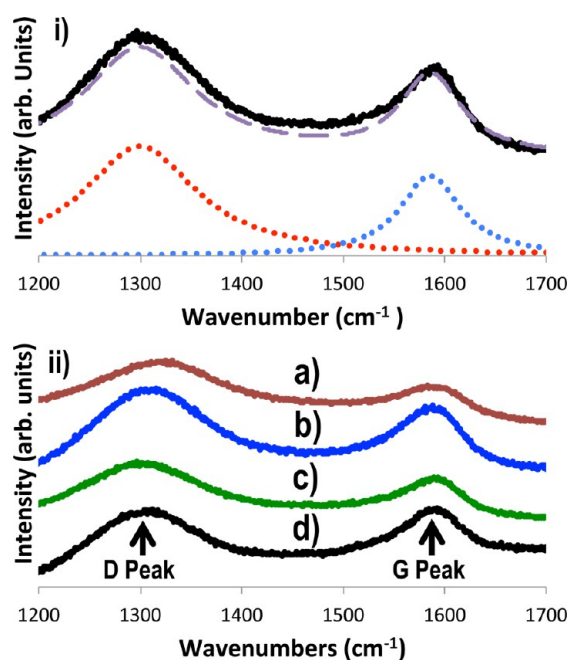 i)
Intensity (arb. Units)
1200 1300 1400 1500 1600 1700
Wavenumber (cm⁻¹ )
ii)
Intensity (arb. units)
a)
b)
c)
d)
D Peak G Peak
1200 1300 1400 1500 1600 1700
Wavenumbers (cm⁻¹)